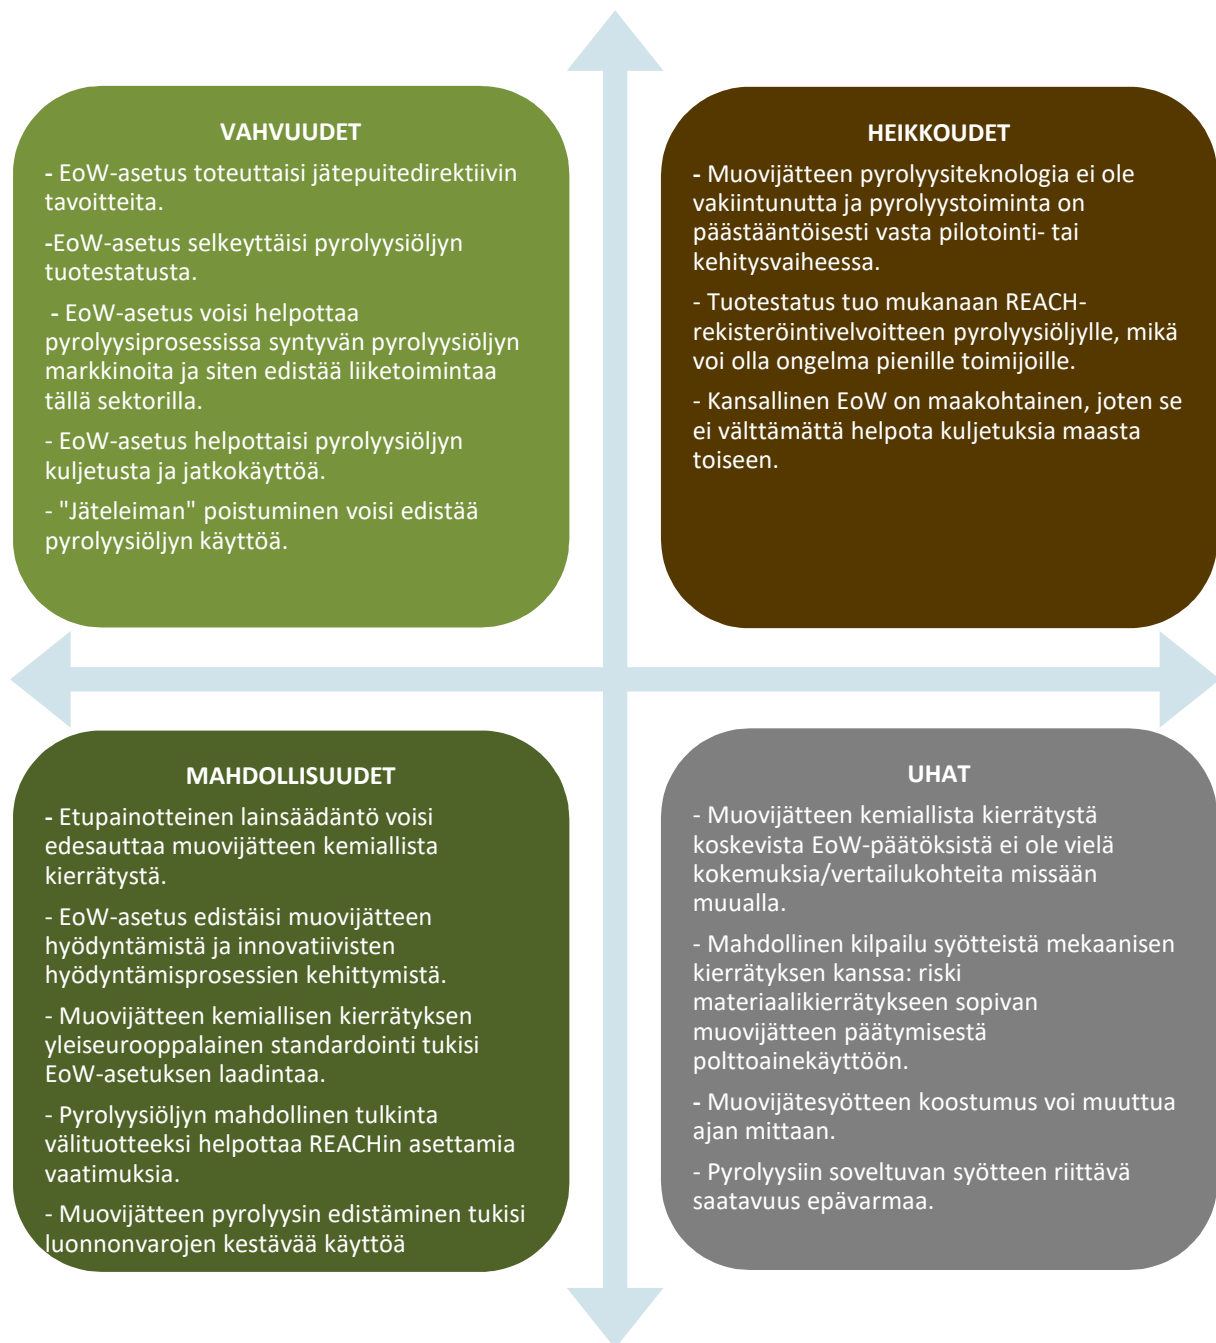 VAHVUUDET
- EoW-asetus toteuttaisi jätepuitedirektiivin
tavoitteita.
-EoW-asetus selkeyttäisi pyrolyysiöljyn
tuotestatusta.
- EoW-asetus voisi helpottaa
pyrolyysiprosessissa syntyvän pyrolyysiöljyn
markkinoita ja siten edistää liiketoimintaa
tällä sektorilla.
- EoW-asetus helpottaisi pyrolyysiöljyn
kuljetusta ja jatkokäyttöä.
- "Jäteleiman" poistuminen voisi edistää
pyrolyysiöljyn käyttöä.
HEIKKOUDET
- Muovijätteen pyrolyysiteknologia ei ole
vakiintunutta ja pyrolyystoiminta on
päästääntöisesti vasta pilotointi- tai
kehitysvaiheessa.
- Tuotestatus tuo mukanaan REACH-
rekisteröintivelvoitteen pyrolyysiöljylle, mikä
voi olla ongelma pienille toimijoille.
- Kansallinen EoW on maakohtainen, joten se
ei välttämättä helpota kuljetuksia maasta
toiseen.
MAHDOLLISUUDET
- Etupainotteinen lainsäädäntö voisi
edesauttaa muovijätteen kemiallista
kierrätystä.
- EoW-asetus edistäisi muovijätteen
hyödyntämistä ja innovatiivisten
hyödyntämisprosessien kehittymistä.
- Muovijätteen kemiallisen kierrätyksen
yleiseurooppalainen standardointi tukisi
EoW-asetuksen laadintaa.
- Pyrolyysiöljyn mahdollinen tulkinta
välituotteeksi helpottaa REACHin asettamia
vaatimuksia.
- Muovijätteen pyrolyysin edistäminen tukisi
luonnonvarojen kestävää käyttöä
UHAT
- Muovijätteen kemiallista kierrätystä
koskevista EoW-päätöksistä ei ole vielä
kokemuksia/vertailukohteita missään
muualla.
- Mahdollinen kilpailu syötteistä mekaanisen
kierrätyksen kanssa: riski
materiaalikierrätykseen sopivan
muovijätteen päätymisestä
polttoainekäyttöön.
- Muovijätesyötteen koostumus voi muuttua
ajan mittaan.
- Pyrolyysiin soveltuvan syötteen riittävä
saatavuus epävarmaa.